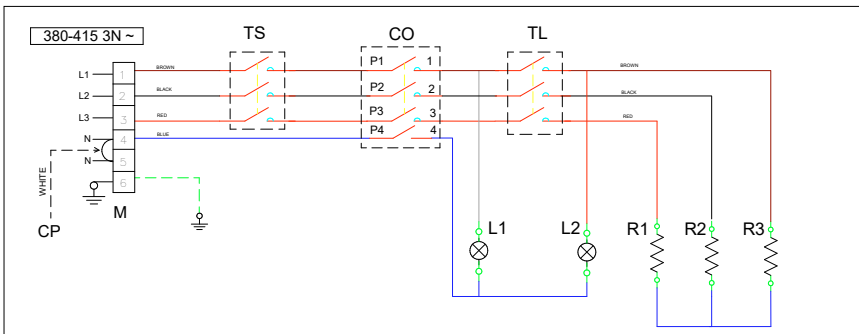 380-415 3N ~
TS
CO
TL
L1
1
BROWN
P1
1
BROWN
L2
2
BLACK
P2
2
BLACK
L3
3
RED
P3
3
RED
N
4
BLUE
P4
4
N
5
WHITE
6
CP
M
L1
L2
R1
R2
R3